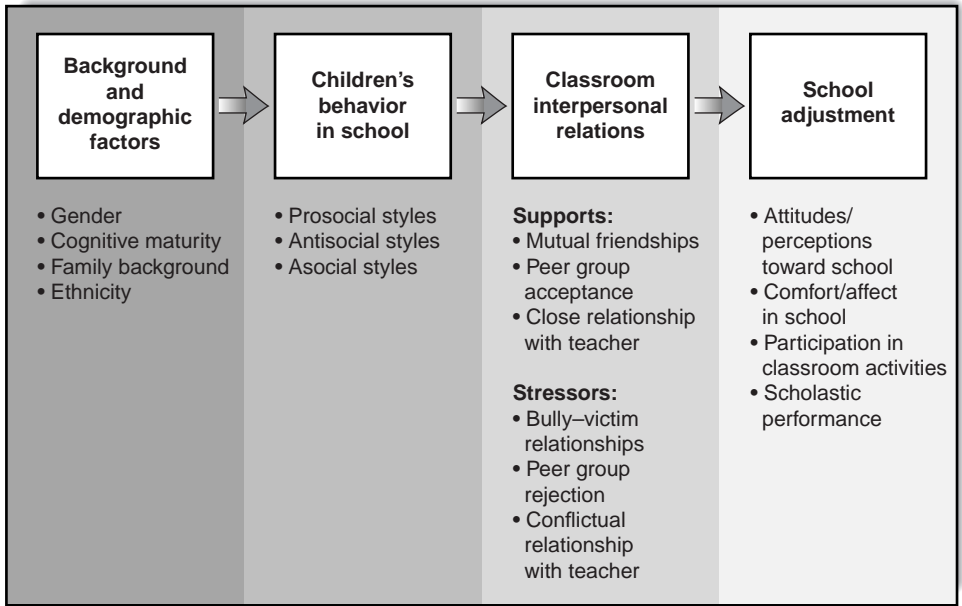 Background
and
demographic
factors
• Gender
• Cognitive maturity
• Family background
• Ethnicity
Children’s
behavior
in school
• Prosocial styles
• Antisocial styles
• Asocial styles
Classroom
interpersonal
relations
Supports:
• Mutual friendships
• Peer group
acceptance
• Close relationship
with teacher
Stressors:
• Bully–victim
relationships
• Peer group
rejection
• Conflictual
relationship
with teacher
School
adjustment
• Attitudes/
perceptions
toward school
• Comfort/affect
in school
• Participation in
classroom activities
• Scholastic
performance